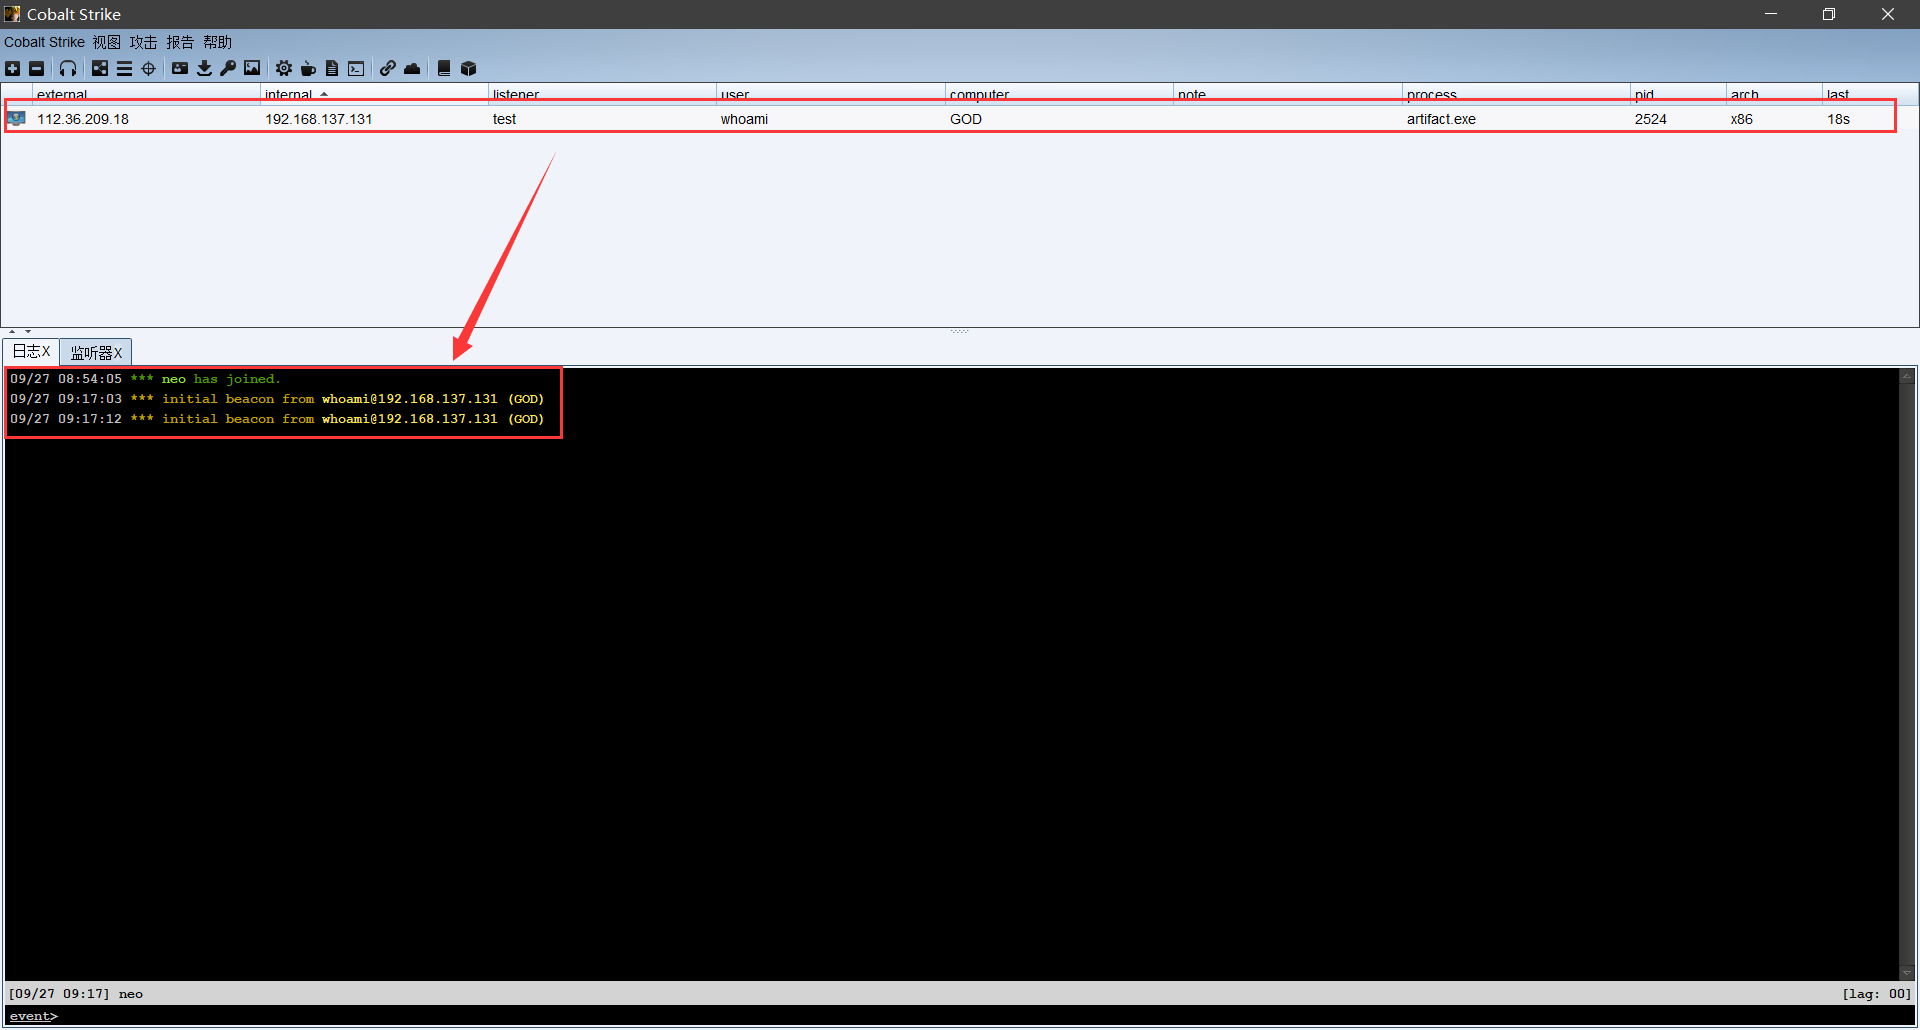 Cobalt Strike
Cobalt Strike 视图 攻击 报告 帮助
external internal listener user computer note process pid arch last
112.36.209.18 192.168.137.131 test whoami GOD artifact.exe 2524 x86 18s
日志X 监听器X
09/27 08:54:05 *** neo has joined.
09/27 09:17:03 *** initial beacon from whoami@192.168.137.131 (GOD)
09/27 09:17:12 *** initial beacon from whoami@192.168.137.131 (GOD)
[09/27 09:17] neo [lag: 00]
event>